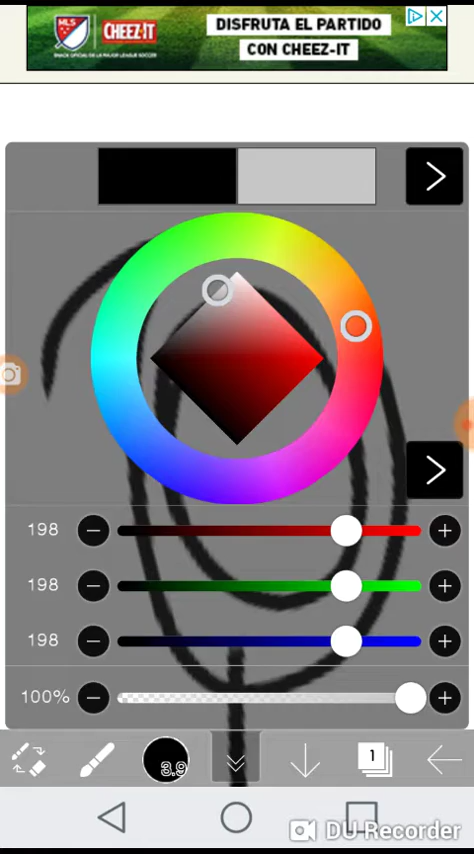 DISFRUTA EL PARTIDO
MLS CHEEZ-IT
CON CHEEZ-IT
198
198
198
100%
3.9
1
DU Recorder